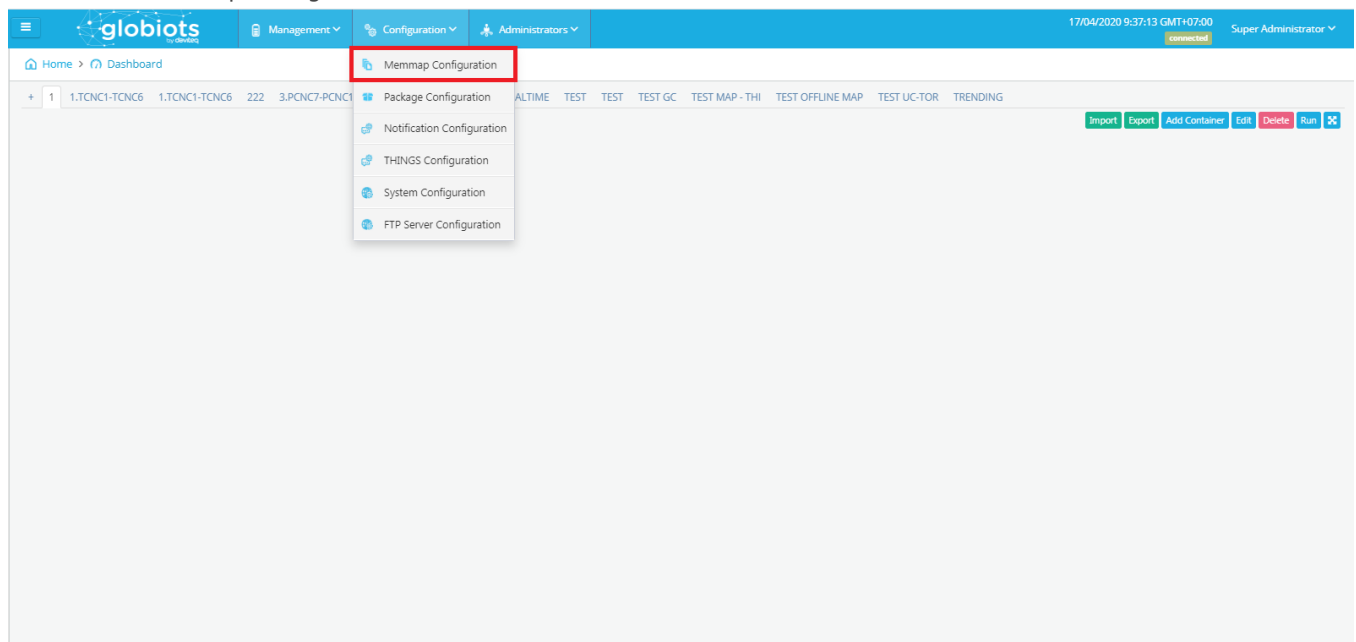 globiots
by daviteq
Management
Configuration
Administrators
17/04/2020 9:37:13 GMT+07:00
connected
Super Administrator
Home > Dashboard
Memmap Configuration
+ 1 1.TCNC1-TCNC6 1.TCNC1-TCNC6 222 3.PCNC7-PCNC1 ALTIME TEST TEST TEST GC TEST MAP - THI TEST OFFLINE MAP TEST UC-TOR TRENDING
Package Configuration
Import Export Add Container Edit Delete Run
Notification Configuration
THINGS Configuration
System Configuration
FTP Server Configuration